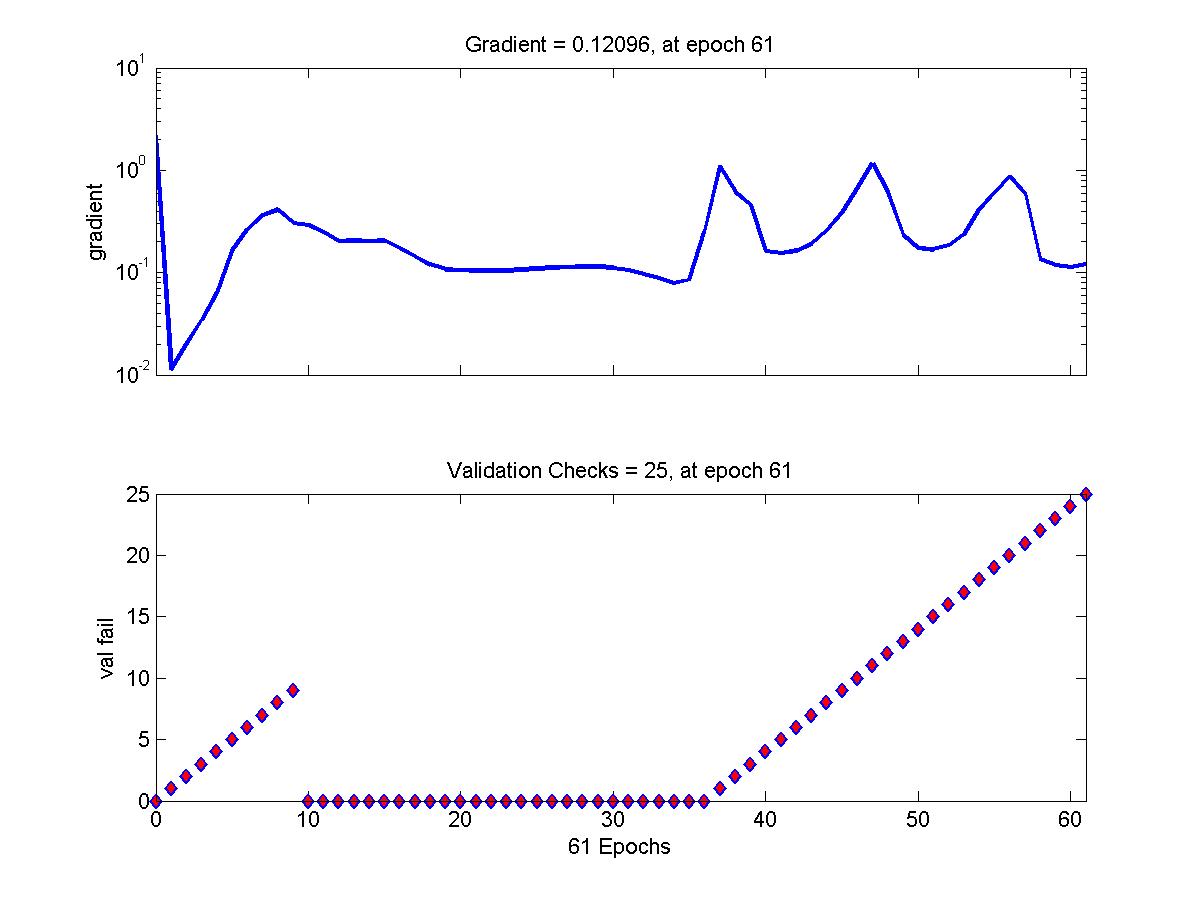 Gradient = 0.12096, at epoch 61
10^1
10^0
10^-1
10^-2
gradient
Validation Checks = 25, at epoch 61
25
20
15
10
5
0
val fail
0 10 20 30 40 50 60
61 Epochs